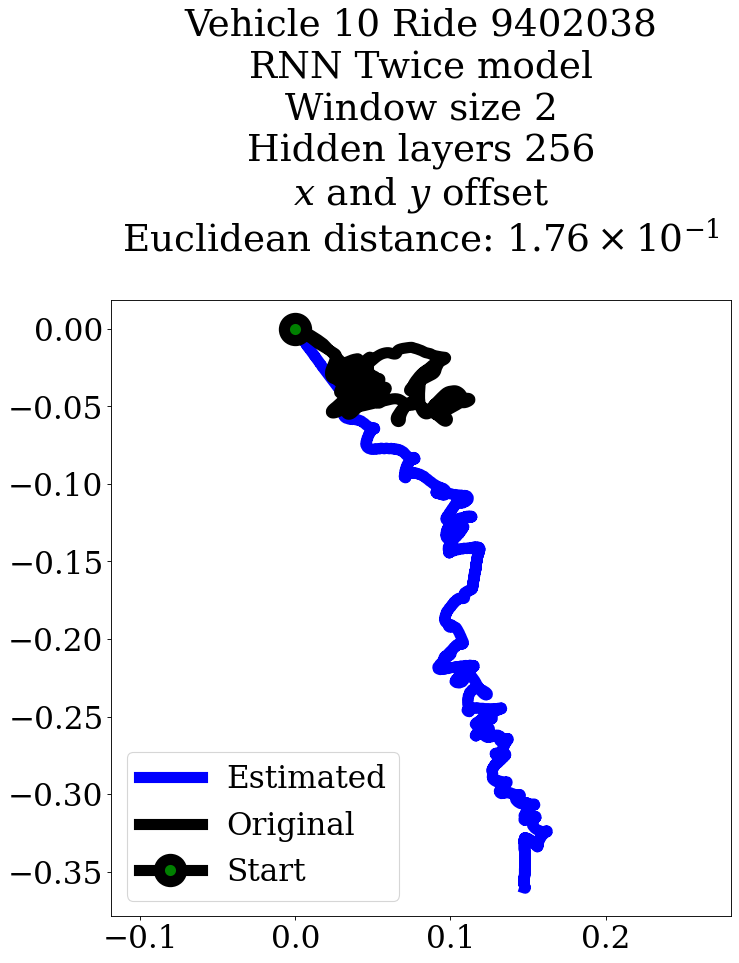 Vehicle 10 Ride 9402038
RNN Twice model
Window size 2
Hidden layers 256
x and y offset
Euclidean distance: 1.76 × 10⁻¹
0.00
−0.05
−0.10
−0.15
−0.20
−0.25
−0.30
−0.35
Estimated
Original
Start
−0.1
0.0
0.1
0.2